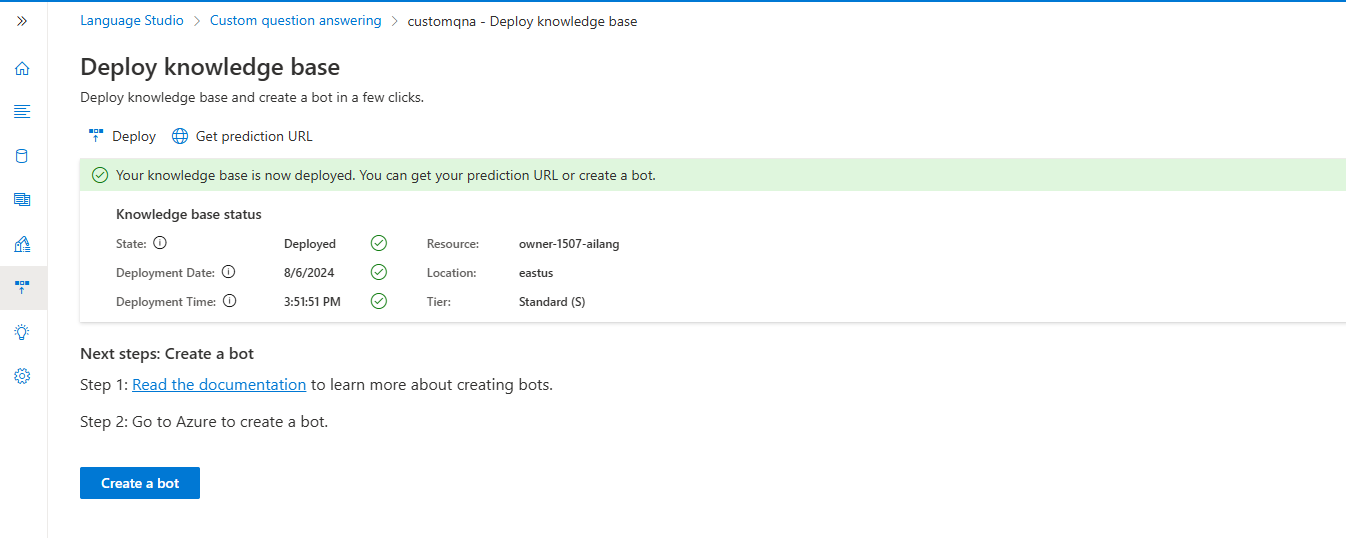 Language Studio > Custom question answering > customqna - Deploy knowledge base
Deploy knowledge base
Deploy knowledge base and create a bot in a few clicks.
Deploy Get prediction URL
Your knowledge base is now deployed. You can get your prediction URL or create a bot.
Knowledge base status
State: Deployed Resource: owner-1507-ailang
Deployment Date: 8/6/2024 Location: eastus
Deployment Time: 3:51:51 PM Tier: Standard (S)
Next steps: Create a bot
Step 1: Read the documentation to learn more about creating bots.
Step 2: Go to Azure to create a bot.
Create a bot